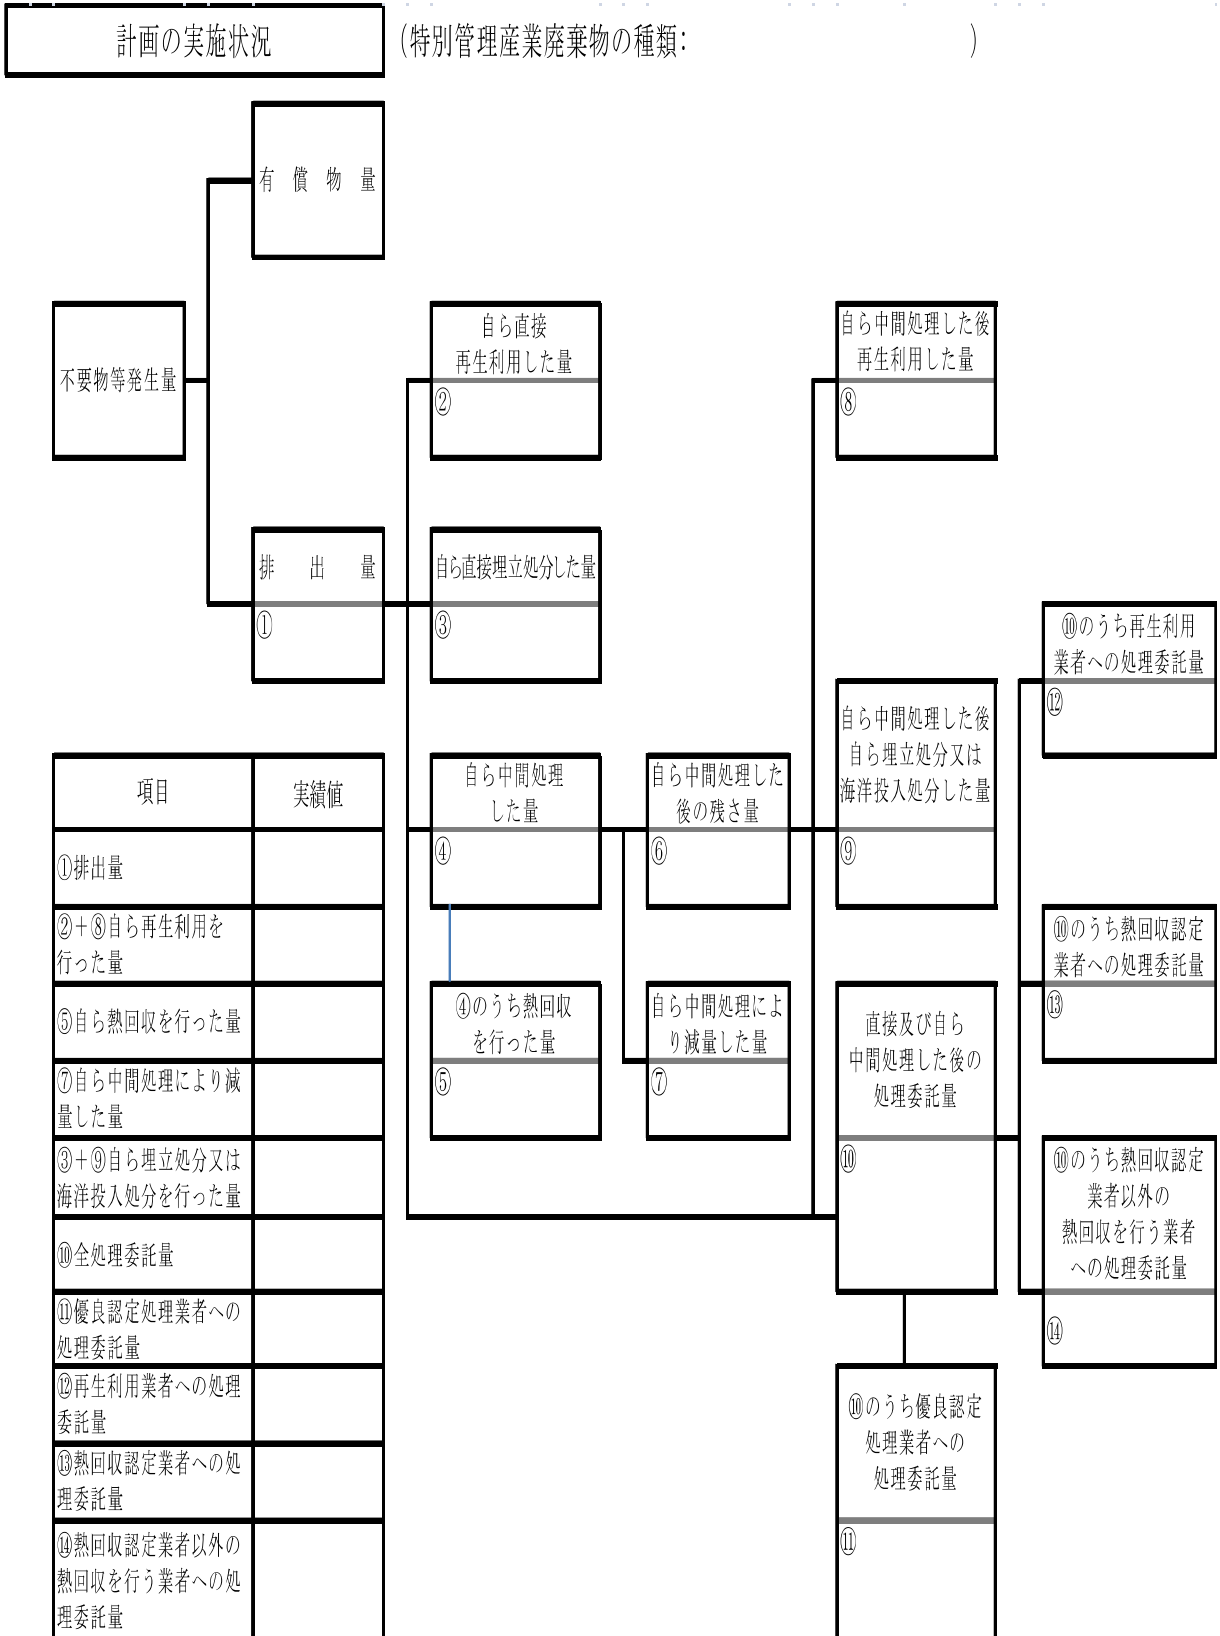 計画の実施状況
(特別管理産業廃棄物の種類: )
有 償 物 量
不要物等発生量
自ら直接
再生利用した量
②
自ら中間処理した後
再生利用した量
⑧
排 出 量
①
自ら直接埋立処分した量
③
⑩のうち再生利用
業者への処理委託量
⑫
自ら中間処理した後
自ら埋立処分又は
海洋投入処分した量
⑨
自ら中間処理
した量
④
自ら中間処理した
後の残さ量
⑥
⑩のうち熱回収認定
業者への処理委託量
⑬
④のうち熱回収
を行った量
⑤
自ら中間処理によ
り減量した量
⑦
直接及び自ら
中間処理した後の
処理委託量
⑩
⑩のうち熱回収認定
業者以外の
熱回収を行う業者
への処理委託量
⑭
⑩のうち優良認定
処理業者への
処理委託量
⑪
項目
実績値
①排出量
②+⑧自ら再生利用を
行った量
⑤自ら熱回収を行った量
⑦自ら中間処理により減
量した量
③+⑨自ら埋立処分又は
海洋投入処分を行った量
⑩全処理委託量
⑪優良認定処理業者への
処理委託量
⑫再生利用業者への処理
委託量
⑬熱回収認定業者への処
理委託量
⑭熱回収認定業者以外の
熱回収を行う業者への処
理委託量